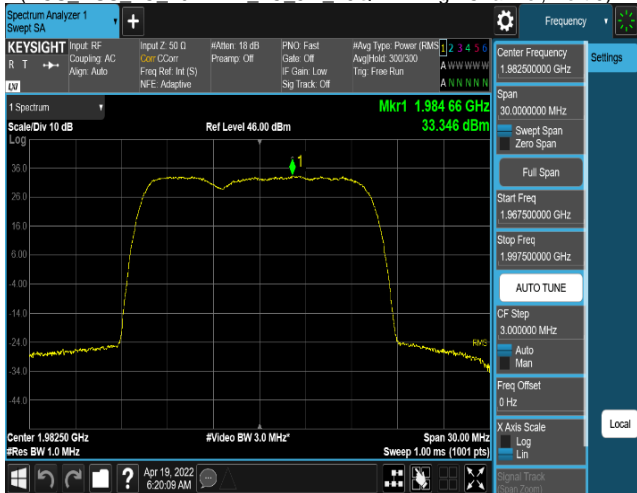 Spectrum Analyzer 1
Swept SA
Frequency
KEYSIGHT
R T
LXI
Input: RF
Coupling: AC
Align: Auto
Input Z: 50 Ω
Corr CCorr
Freq Ref: Int (S)
NFE: Adaptive
#Atten: 18 dB
Preamp: Off
PNO: Fast
Gate: Off
IF Gain: Low
Sig Track: Off
#Avg Type: Power (RMS
Avg|Hold: 300/300
Trig: Free Run
1 2 3 4 5 6
A W W W W W
A N N N N N
Center Frequency
1.982500000 GHz
Settings
Span
30.0000000 MHz
Swept Span
Zero Span
Full Span
Start Freq
1.967500000 GHz
Stop Freq
1.997500000 GHz
AUTO TUNE
CF Step
3.000000 MHz
Auto
Man
Freq Offset
0 Hz
X Axis Scale
Log
Lin
Signal Track
(Span Zoom)
Local
1 Spectrum
Scale/Div 10 dB
Log
Ref Level 46.00 dBm
Mkr1 1.984 66 GHz
33.346 dBm
1
36.0
26.0
16.0
6.00
-4.00
-14.0
-24.0
-34.0
-44.0
RMS
Center 1.98250 GHz
#Video BW 3.0 MHz*
Span 30.00 MHz
#Res BW 1.0 MHz
Sweep 1.00 ms (1001 pts)
?
Apr 19, 2022
6:20:09 AM